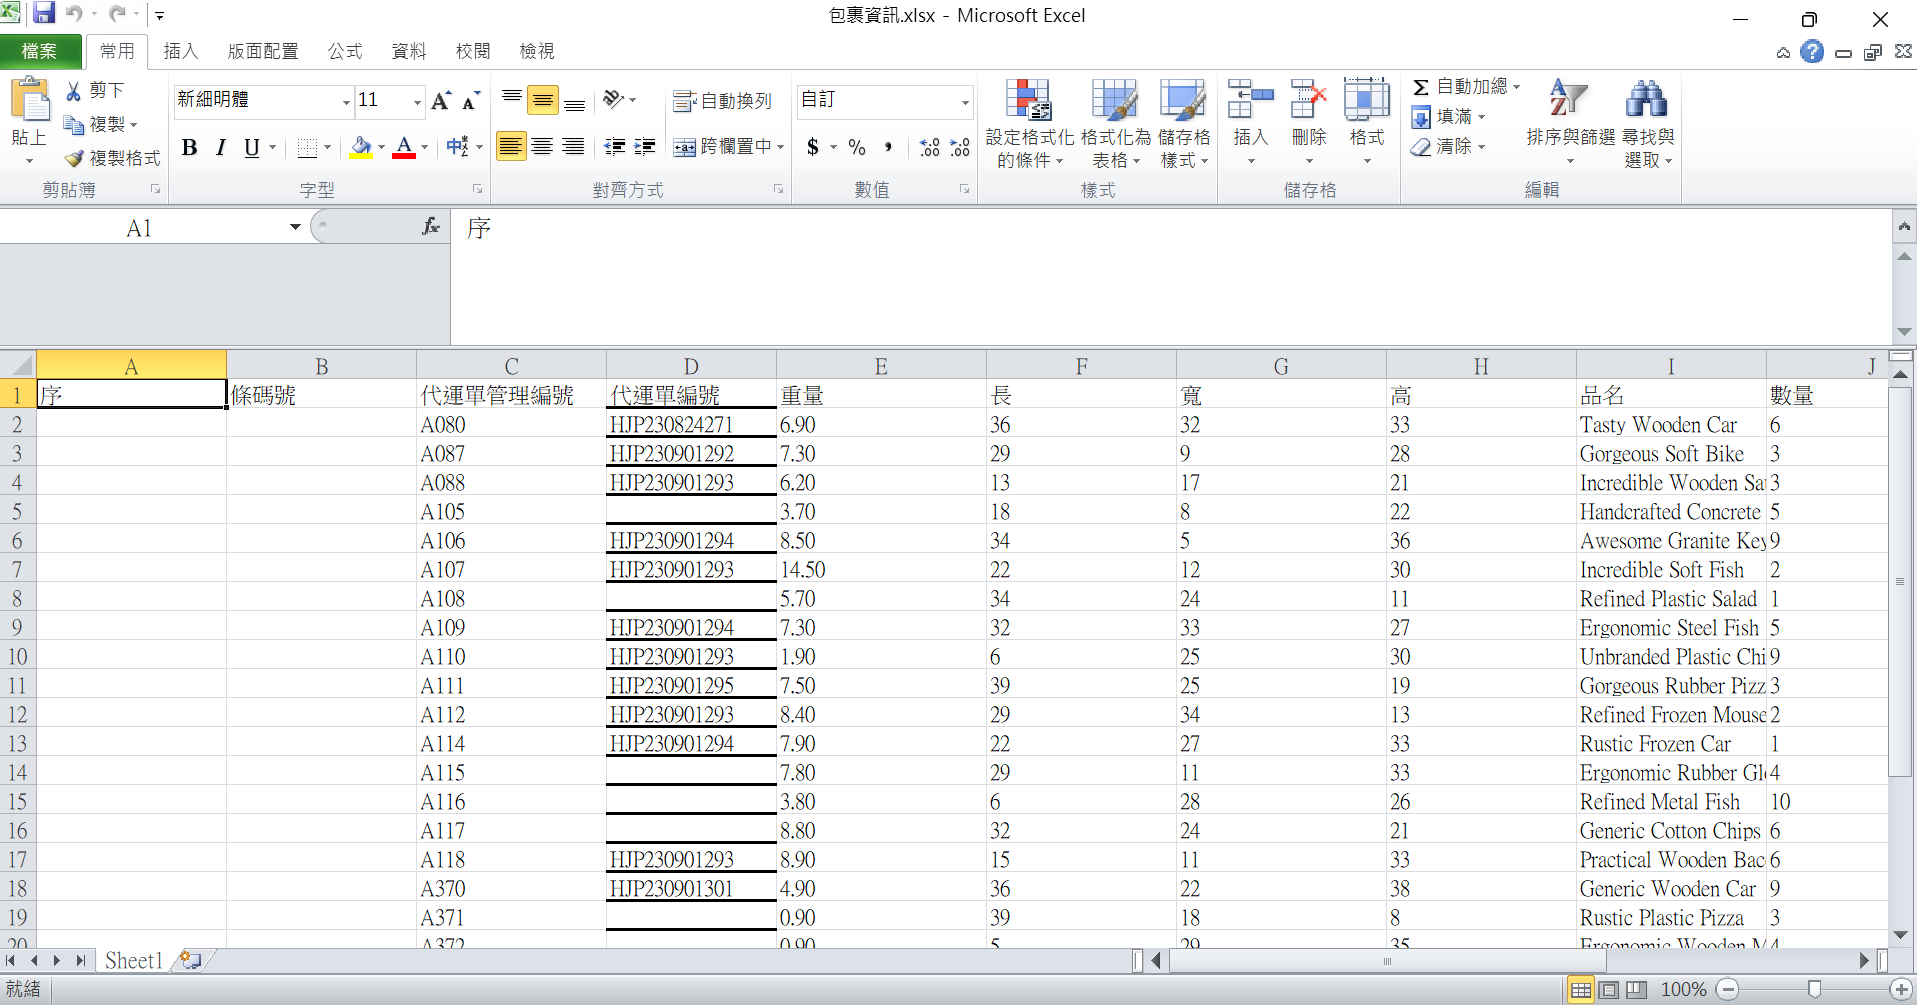 包裹資訊.xlsx - Microsoft Excel
檔案 常用 插入 版面配置 公式 資料 校閱 檢視
貼上 剪下 複製 複製格式 剪貼簿
新細明體 11 A A B I U A 中 字型
自動換列 跨欄置中 對齊方式
自訂 $ % , .00 .00 數值
設定格式化的條件 格式化為表格 儲存格樣式 樣式
插入 刪除 格式 儲存格
Σ 自動加總 填滿 清除 排序與篩選 尋找與選取 編輯
A1 fx 序
A B C D E F G H I J
1 序 條碼號 代運單管理編號 代運單編號 重量 長 寬 高 品名 數量
2 A080 HJP230824271 6.90 36 32 33 Tasty Wooden Car 6
3 A087 HJP230901292 7.30 29 9 28 Gorgeous Soft Bike 3
4 A088 HJP230901293 6.20 13 17 21 Incredible Wooden Sa 3
5 A105 3.70 18 8 22 Handcrafted Concrete 5
6 A106 HJP230901294 8.50 34 5 36 Awesome Granite Key 9
7 A107 HJP230901293 14.50 22 12 30 Incredible Soft Fish 2
8 A108 5.70 34 24 11 Refined Plastic Salad 1
9 A109 HJP230901294 7.30 32 33 27 Ergonomic Steel Fish 5
10 A110 HJP230901293 1.90 6 25 30 Unbranded Plastic Chi 9
11 A111 HJP230901295 7.50 39 25 19 Gorgeous Rubber Pizz 3
12 A112 HJP230901293 8.40 29 34 13 Refined Frozen Mouse 2
13 A114 HJP230901294 7.90 22 27 33 Rustic Frozen Car 1
14 A115 7.80 29 11 33 Ergonomic Rubber Gl 4
15 A116 3.80 6 28 26 Refined Metal Fish 10
16 A117 8.80 32 24 21 Generic Cotton Chips 6
17 A118 HJP230901293 8.90 15 11 33 Practical Wooden Bac 6
18 A370 HJP230901301 4.90 36 22 38 Generic Wooden Car 9
19 A371 0.90 39 18 8 Rustic Plastic Pizza 3
20 A372 0.90 5 29 35 Ergonomic Wooden M 4
Sheet1
就緒 100%